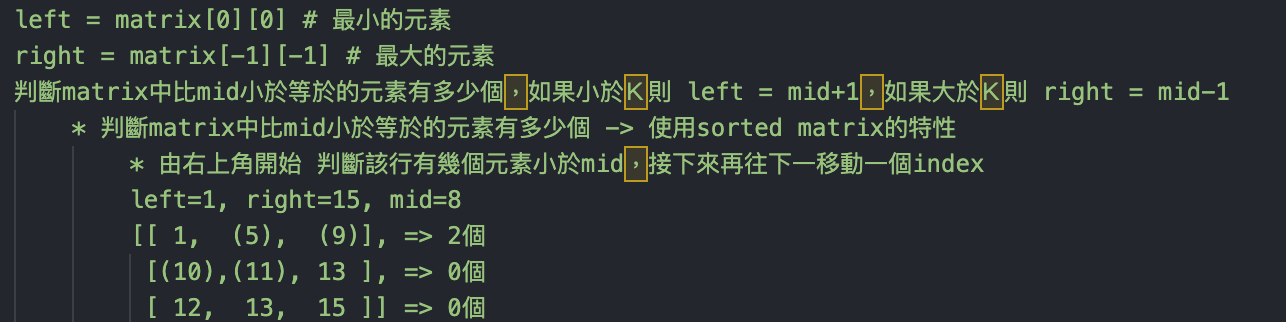 left = matrix[0][0] # 最小的元素
right = matrix[-1][-1] # 最大的元素
判斷matrix中比mid小於等於的元素有多少個，如果小於K則 left = mid+1，如果大於K則 right = mid-1
* 判斷matrix中比mid小於等於的元素有多少個 -> 使用sorted matrix的特性
* 由右上角開始 判斷該行有幾個元素小於mid，接下來再往下一移動一個index
left=1, right=15, mid=8
[[ 1,  (5),  (9)], => 2個
[(10),(11), 13 ], => 0個
[ 12,  13,  15 ]] => 0個